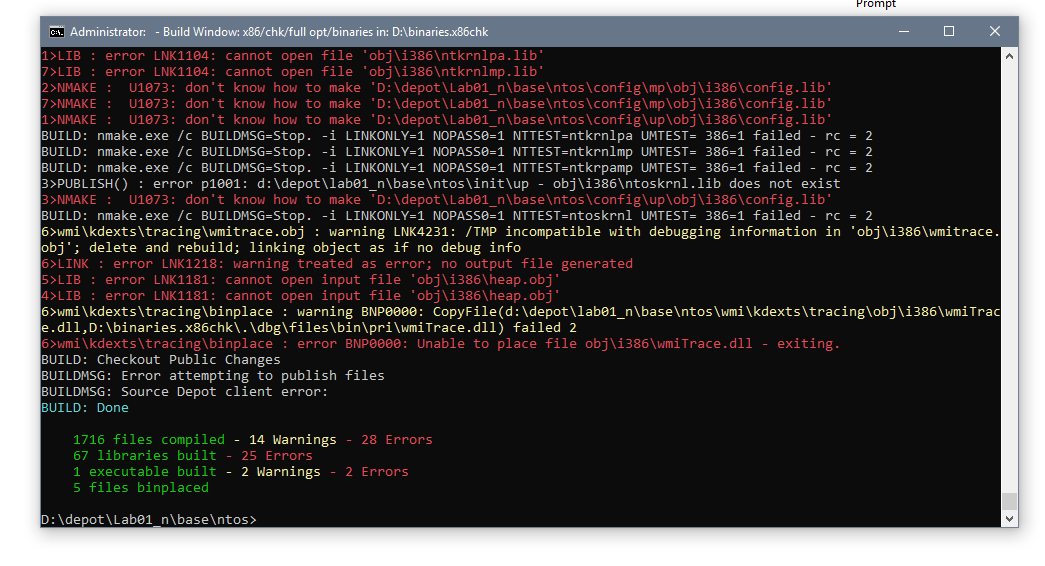 Prompt
Administrator:   - Build Window: x86/chk/full opt/binaries in: D:\binaries.x86chk
1>LIB : error LNK1104: cannot open file 'obj\i386\ntkrnlpa.lib'
7>LIB : error LNK1104: cannot open file 'obj\i386\ntkrnlmp.lib'
2>NMAKE :  U1073: don't know how to make 'D:\depot\Lab01_n\base\ntos\config\mp\obj\i386\config.lib'
7>NMAKE :  U1073: don't know how to make 'D:\depot\Lab01_n\base\ntos\config\mp\obj\i386\config.lib'
1>NMAKE :  U1073: don't know how to make 'D:\depot\Lab01_n\base\ntos\config\up\obj\i386\config.lib'
BUILD: nmake.exe /c BUILDMSG=Stop. -i LINKONLY=1 NOPASS0=1 NTTEST=ntkrnlpa UMTEST= 386=1 failed - rc = 2
BUILD: nmake.exe /c BUILDMSG=Stop. -i LINKONLY=1 NOPASS0=1 NTTEST=ntkrnlmp UMTEST= 386=1 failed - rc = 2
BUILD: nmake.exe /c BUILDMSG=Stop. -i LINKONLY=1 NOPASS0=1 NTTEST=ntkrpamp UMTEST= 386=1 failed - rc = 2
3>PUBLISH() : error p1001: d:\depot\lab01_n\base\ntos\init\up - obj\i386\ntoskrnl.lib does not exist
3>NMAKE :  U1073: don't know how to make 'D:\depot\Lab01_n\base\ntos\config\up\obj\i386\config.lib'
BUILD: nmake.exe /c BUILDMSG=Stop. -i LINKONLY=1 NOPASS0=1 NTTEST=ntoskrnl UMTEST= 386=1 failed - rc = 2
6>wmi\kdexts\tracing\wmitrace.obj : warning LNK4231: /TMP incompatible with debugging information in 'obj\i386\wmitrace.
obj'; delete and rebuild; linking object as if no debug info
6>LINK : error LNK1218: warning treated as error; no output file generated
5>LIB : error LNK1181: cannot open input file 'obj\i386\heap.obj'
4>LIB : error LNK1181: cannot open input file 'obj\i386\heap.obj'
6>wmi\kdexts\tracing\binplace : warning BNP0000: CopyFile(d:\depot\lab01_n\base\ntos\wmi\kdexts\tracing\obj\i386\wmiTrac
e.dll,D:\binaries.x86chk\.\dbg\files\bin\pri\wmiTrace.dll) failed 2
6>wmi\kdexts\tracing\binplace : error BNP0000: Unable to place file obj\i386\wmiTrace.dll - exiting.
BUILD: Checkout Public Changes
BUILDMSG: Error attempting to publish files
BUILDMSG: Source Depot client error:
BUILD: Done
1716 files compiled - 14 Warnings - 28 Errors
67 libraries built - 25 Errors
1 executable built - 2 Warnings - 2 Errors
5 files binplaced
D:\depot\Lab01_n\base\ntos>